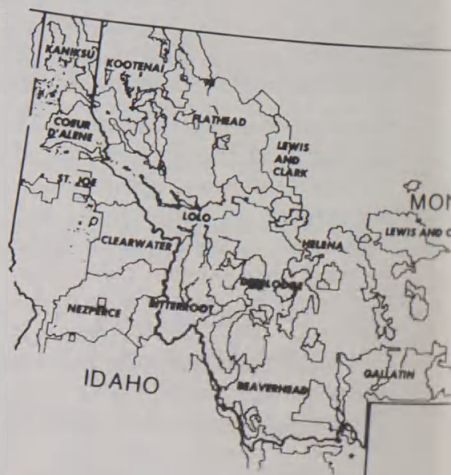 KANIKSU
KOOTENAI
FLATHEAD
COEUR
D'ALENE
LEWIS
AND
CLARK
ST. JOE
MON
LOLO
LEWIS AND C
CLEARWATER
HELENA
DEERLODGE
NEZPERCE
BITTERROOT
GALLATIN
IDAHO
BEAVERHEAD